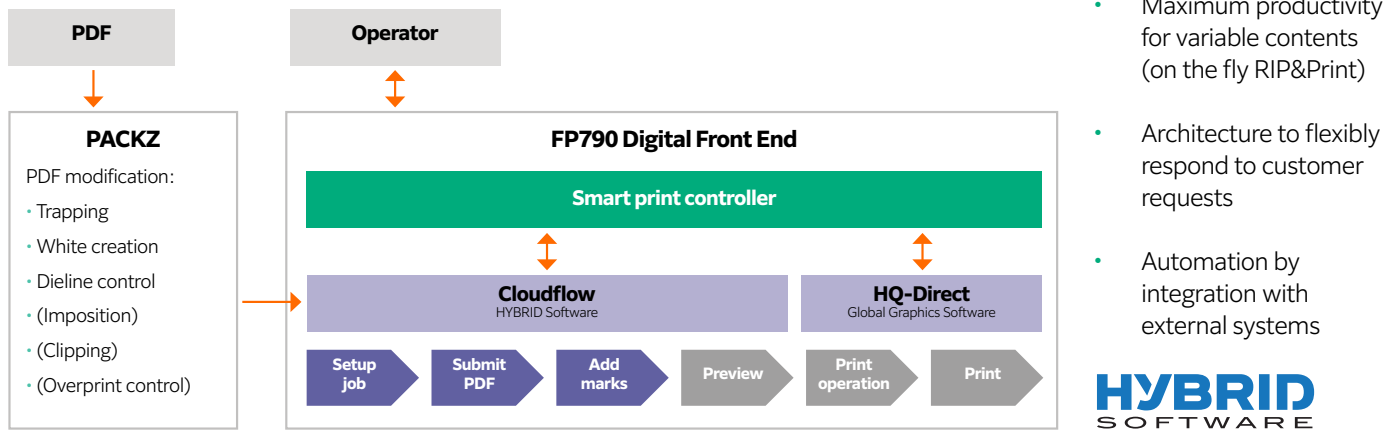 PDF
Operator
PACKZ
PDF modification:
· Trapping
· White creation
· Dieline control
· (Imposition)
· (Clipping)
· (Overprint control)
FP790 Digital Front End
Smart print controller
Cloudflow
HYBRID Software
HQ-Direct
Global Graphics Software
Setup
job
Submit
PDF
Add
marks
Preview
Print
operation
Print
• Maximum productivity
for variable contents
(on the fly RIP&Print)
• Architecture to flexibly
respond to customer
requests
• Automation by
integration with
external systems
HYBRID
SOFTWARE